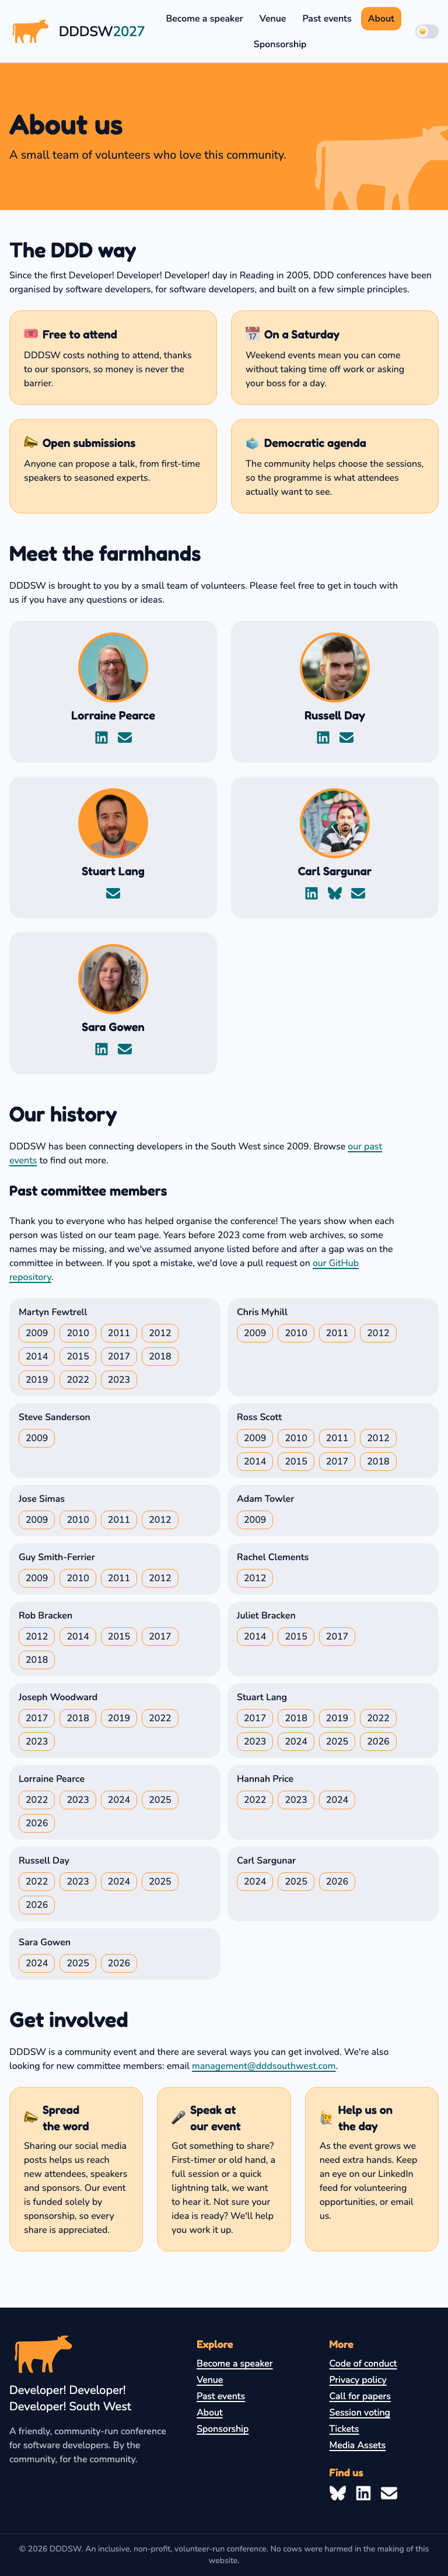 DDDSW2027
Become a speaker Venue Past events About
Sponsorship
About us
A small team of volunteers who love this community.
The DDD way
Since the first Developer! Developer! Developer! day in Reading in 2005, DDD conferences have been
organised by software developers, for software developers, and built on a few simple principles.
Free to attend
DDDSW costs nothing to attend, thanks
to our sponsors, so money is never the
barrier.
On a Saturday
Weekend events mean you can come
without taking time off work or asking
your boss for a day.
Open submissions
Anyone can propose a talk, from first-time
speakers to seasoned experts.
Democratic agenda
The community helps choose the sessions,
so the programme is what attendees
actually want to see.
Meet the farmhands
DDDSW is brought to you by a small team of volunteers. Please feel free to get in touch with
us if you have any questions or ideas.
Lorraine Pearce
Russell Day
Stuart Lang
Carl Sargunar
Sara Gowen
Our history
DDDSW has been connecting developers in the South West since 2009. Browse our past
events to find out more.
Past committee members
Thank you to everyone who has helped organise the conference! The years show when each
person was listed on our team page. Years before 2023 come from web archives, so some
names may be missing, and we've assumed anyone listed before and after a gap was on the
committee in between. If you spot a mistake, we'd love a pull request on our GitHub
repository.
Martyn Fewtrell
2009 2010 2011 2012
2014 2015 2017 2018
2019 2022 2023
Chris Myhill
2009 2010 2011 2012
Steve Sanderson
2009
Ross Scott
2009 2010 2011 2012
2014 2015 2017 2018
Jose Simas
2009 2010 2011 2012
Adam Towler
2009
Guy Smith-Ferrier
2009 2010 2011 2012
Rachel Clements
2012
Rob Bracken
2012 2014 2015 2017
2018
Juliet Bracken
2014 2015 2017
Joseph Woodward
2017 2018 2019 2022
2023
Stuart Lang
2017 2018 2019 2022
2023 2024 2025 2026
Lorraine Pearce
2022 2023 2024 2025
2026
Hannah Price
2022 2023 2024
Russell Day
2022 2023 2024 2025
2026
Carl Sargunar
2024 2025 2026
Sara Gowen
2024 2025 2026
Get involved
DDDSW is a community event and there are several ways you can get involved. We're also
looking for new committee members: email management@dddsouthwest.com.
Spread
the word
Sharing our social media
posts helps us reach
new attendees, speakers
and sponsors. Our event
is funded solely by
sponsorship, so every
share is appreciated.
Speak at
our event
Got something to share?
First-timer or old hand, a
full session or a quick
lightning talk, we want
to hear it. Not sure your
idea is ready? We'll help
you work it up.
Help us on
the day
As the event grows we
need extra hands. Keep
an eye on our LinkedIn
feed for volunteering
opportunities, or email
us.
Developer! Developer!
Developer! South West
A friendly, community-run conference
for software developers. By the
community, for the community.
Explore
Become a speaker
Venue
Past events
About
Sponsorship
More
Code of conduct
Privacy policy
Call for papers
Session voting
Tickets
Media Assets
Find us
© 2026 DDDSW. An inclusive, non-profit, volunteer-run conference. No cows were harmed in the making of this
website.